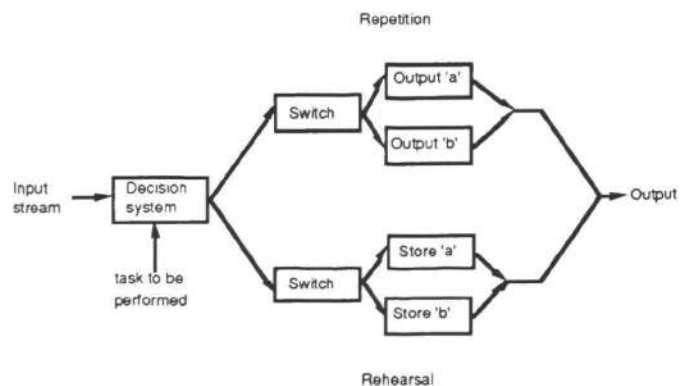 Repetition
Output 'a'
Switch
Output 'b'
Input
stream
Decision
system
Output
task to be
performed
Store 'a'
Switch
Store 'b'
Rehearsal